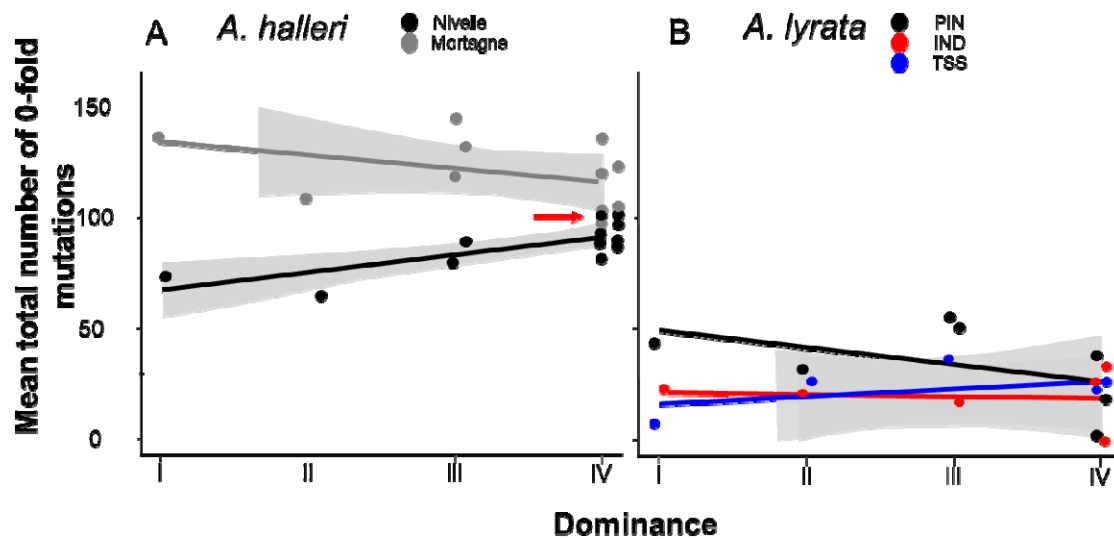 A A. halleri
Nivelle
Mortagne
B A. lyrata
PIN
IND
TSS
Mean total number of 0-fold
mutations
150
100
50
0
I II III IV
I II III IV
Dominance